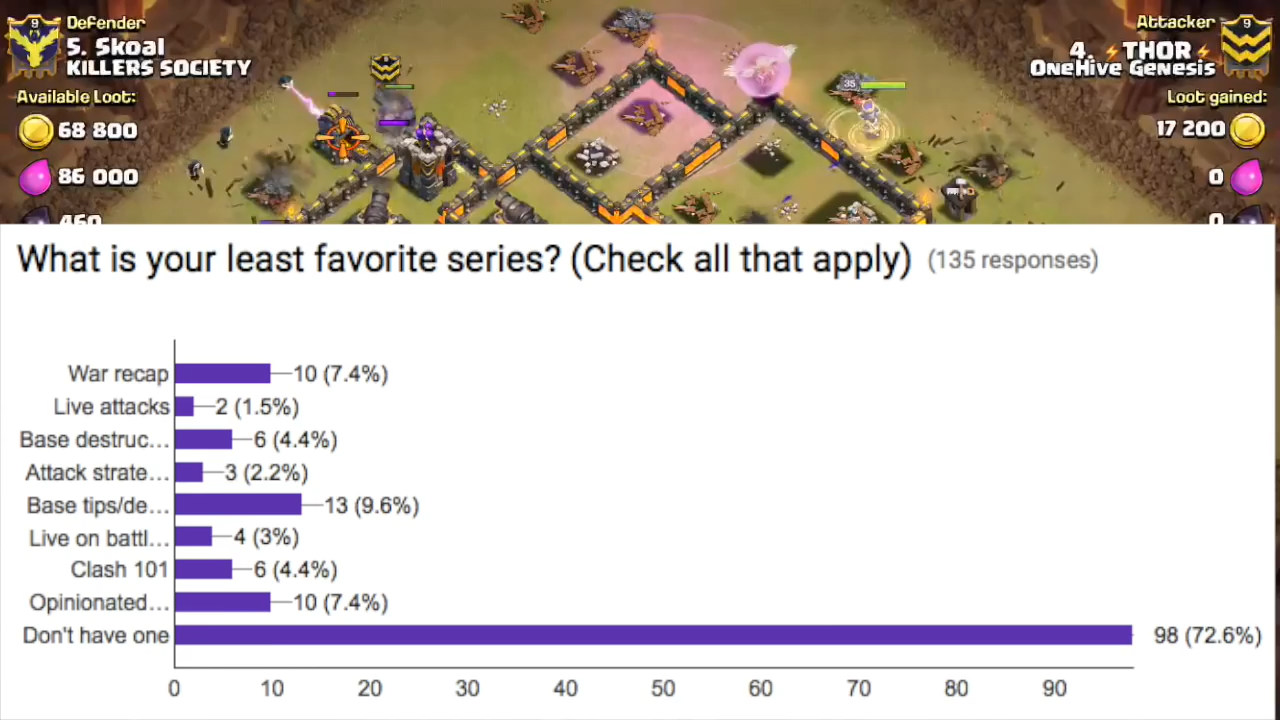 9
Defender
5. Skoal
KILLERS SOCIETY
Available Loot:
68 800
86 000
460
Attacker
9
4. ⚡THOR⚡
OneHive Genesis
Loot gained:
17 200
0
0
35
What is your least favorite series? (Check all that apply) (135 responses)
War recap 10 (7.4%)
Live attacks 2 (1.5%)
Base destruc... 6 (4.4%)
Attack strate... 3 (2.2%)
Base tips/de... 13 (9.6%)
Live on battl... 4 (3%)
Clash 101 6 (4.4%)
Opinionated... 10 (7.4%)
Don't have one 98 (72.6%)
0 10 20 30 40 50 60 70 80 90